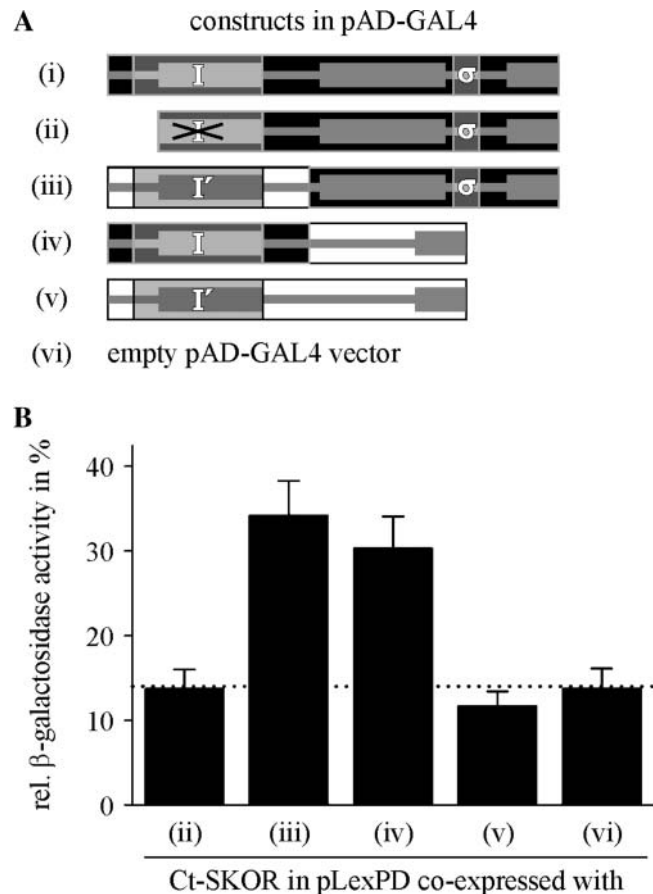 A constructs in pAD-GAL4
(i) I σ
(ii) I σ
(iii) I′ σ
(iv) I
(v) I′
(vi) empty pAD-GAL4 vector
B
rel. β-galactosidase activity in %
40
30
20
10
0
(ii) (iii) (iv) (v) (vi)
Ct-SKOR in pLexPD co-expressed with